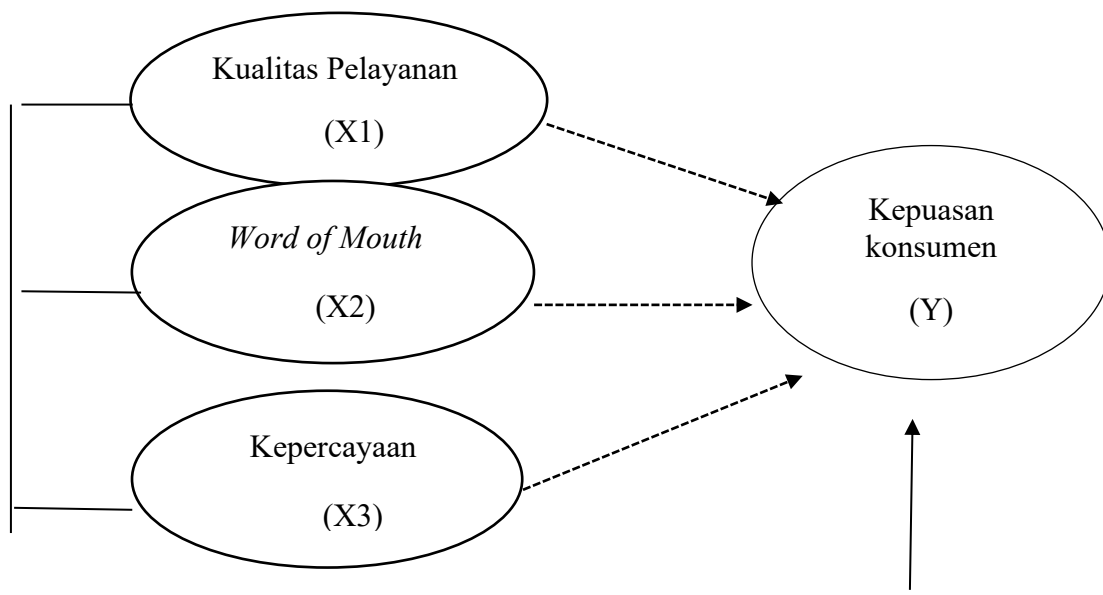 Kualitas Pelayanan
(X1)
Word of Mouth
(X2)
Kepercayaan
(X3)
Kepuasan
konsumen
(Y)